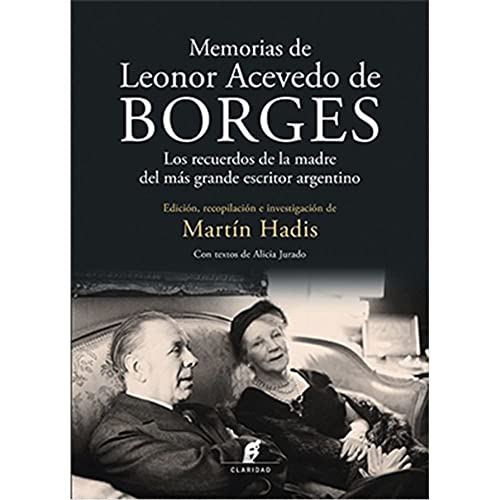 Memorias de
Leonor Acevedo de
BORGES
Los recuerdos de la madre
del más grande escritor argentino
Edición, recopilación e investigación de
Martín Hadis
Con textos de Alicia Jurado
CLARIDAD